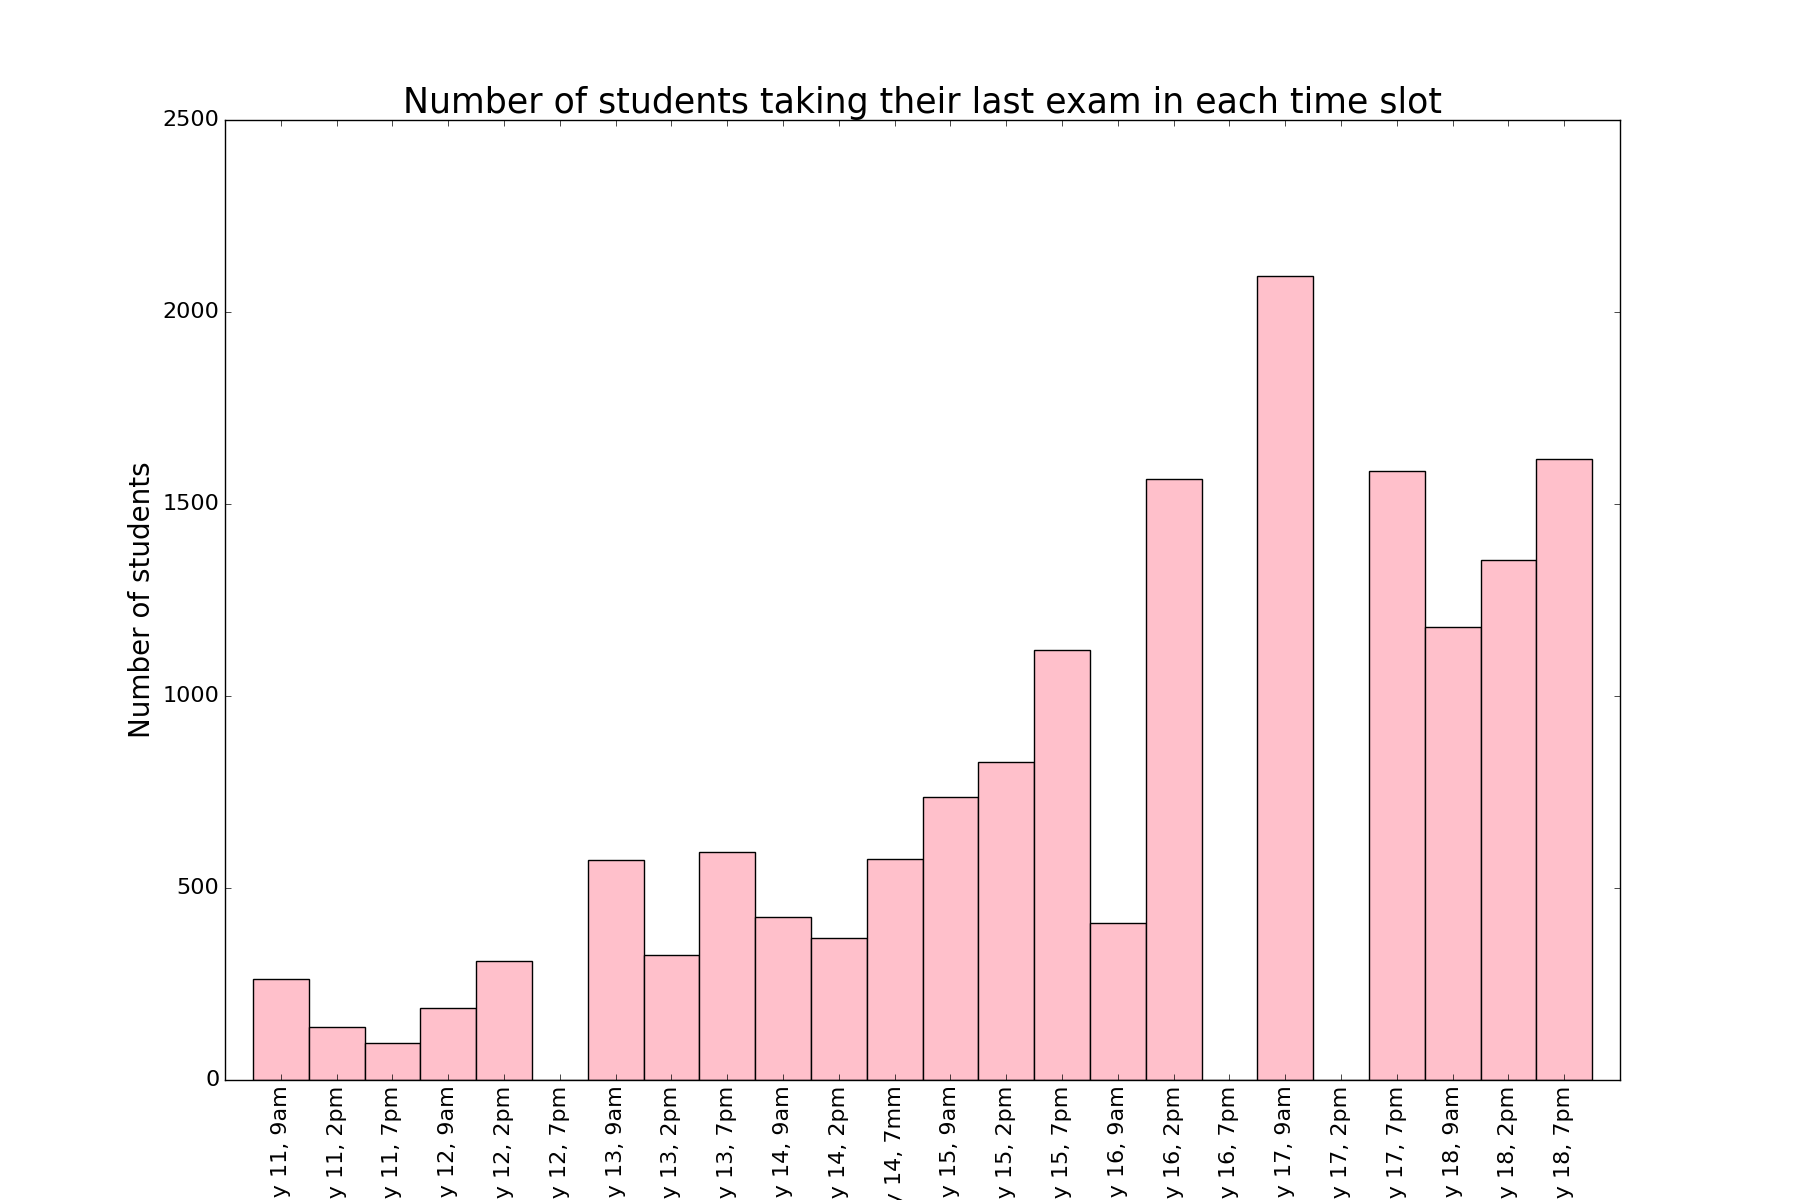 Number of students taking their last exam in each time slot
2500
2000
1500
1000
500
0
Number of students
y 11, 9am
y 11, 2pm
y 11, 7pm
y 12, 9am
y 12, 2pm
y 12, 7pm
y 13, 9am
y 13, 2pm
y 13, 7pm
y 14, 9am
y 14, 2pm
y 14, 7mm
y 15, 9am
y 15, 2pm
y 15, 7pm
y 16, 9am
y 16, 2pm
y 16, 7pm
y 17, 9am
y 17, 2pm
y 17, 7pm
y 18, 9am
y 18, 2pm
y 18, 7pm